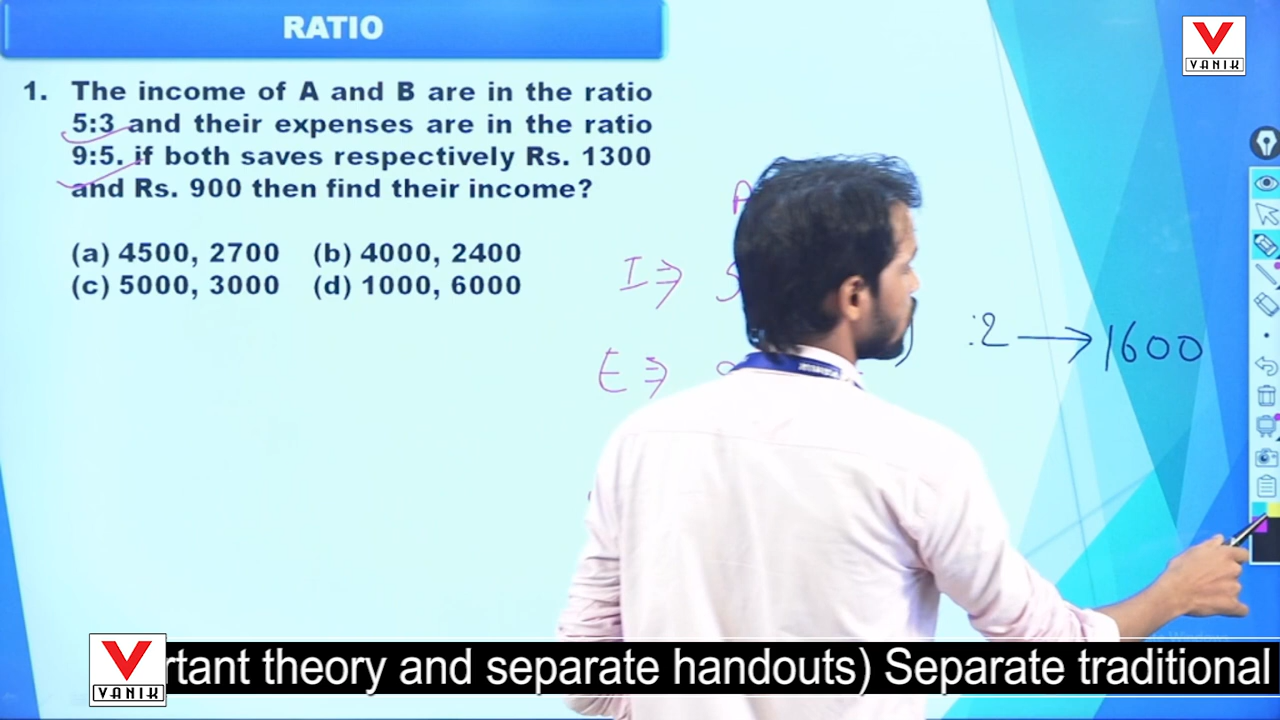 RATIO
VANIK
1. The income of A and B are in the ratio
5:3 and their expenses are in the ratio
9:5. if both saves respectively Rs. 1300
and Rs. 900 then find their income?
(a) 4500, 2700 (b) 4000, 2400
(c) 5000, 3000 (d) 1000, 6000
A
I ⇒ 5
:2 → 1600
E ⇒
rtant theory and separate handouts) Separate traditional
VANIK